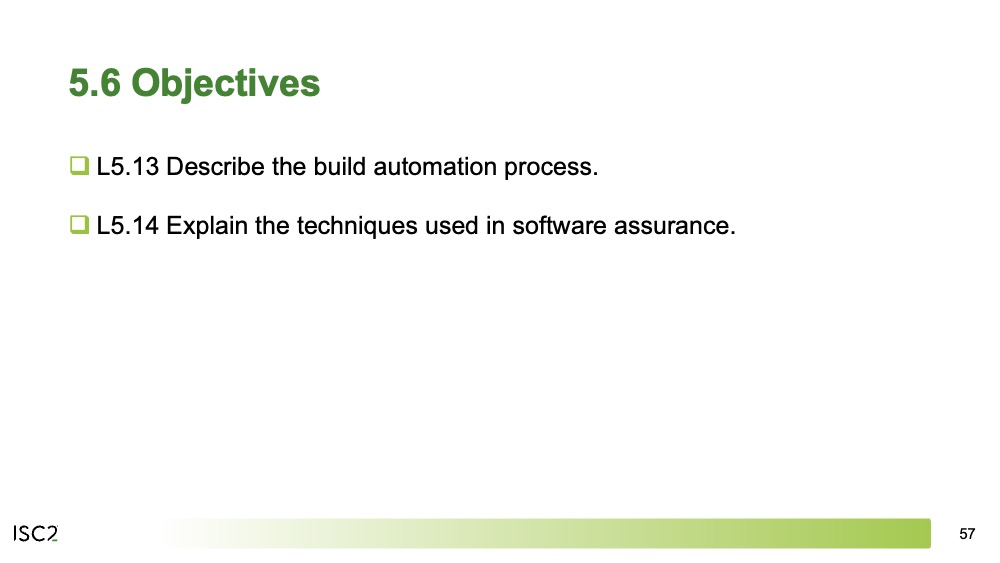 5.6 Objectives
L5.13 Describe the build automation process.
L5.14 Explain the techniques used in software assurance.
ISC2
57